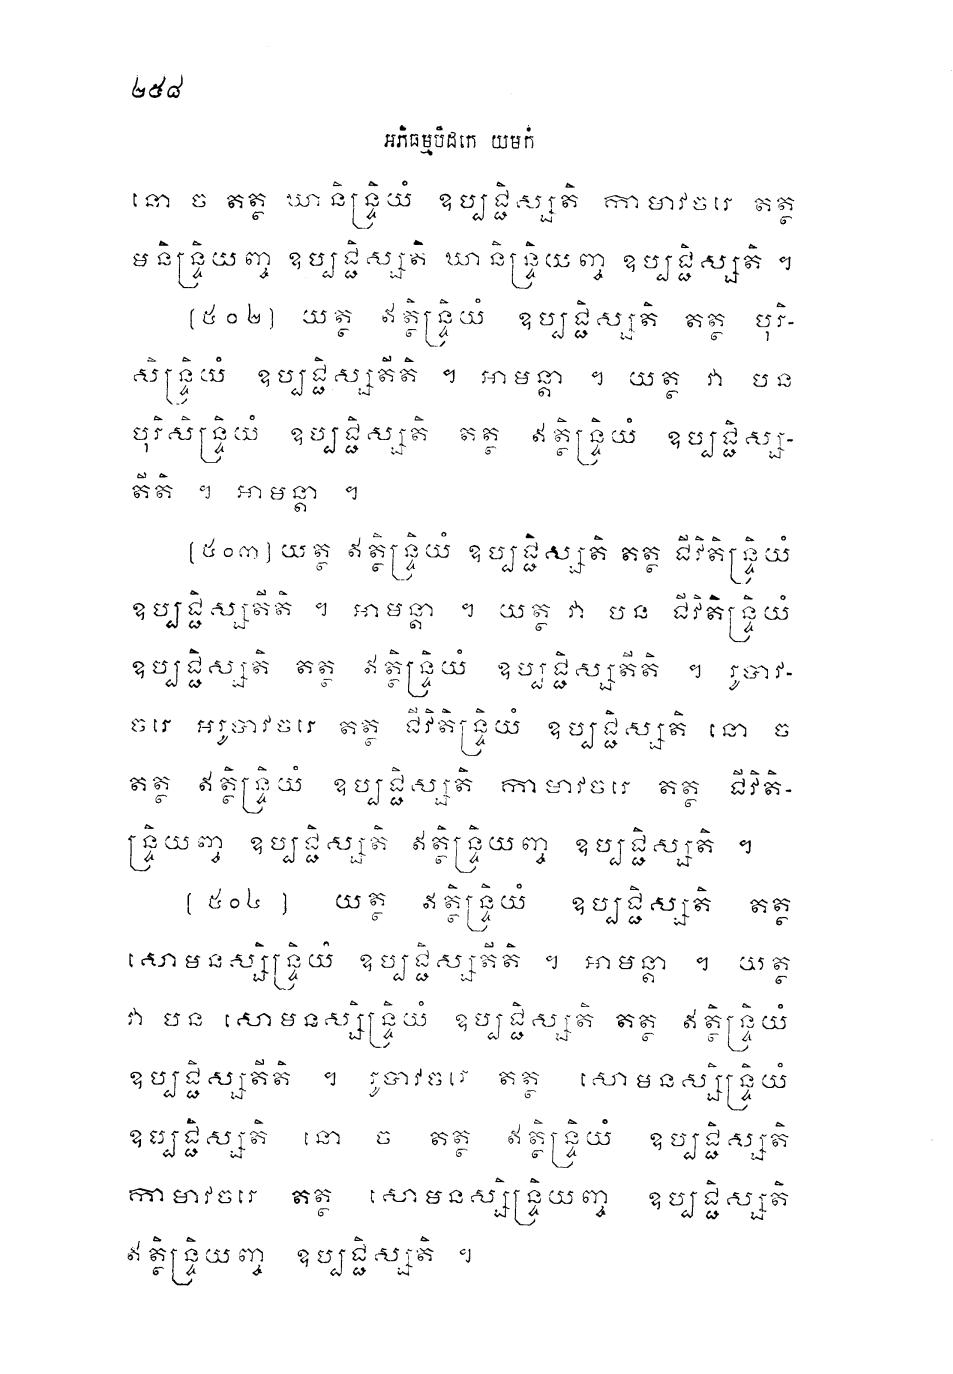 ២៥៨
អភិធម្មបិដកេ យមកំ
នោ ច តត្ថ ឃានិន្ទ្រិយំ ឧប្បជ្ជិស្សតិ កាមាវចរេ តត្ថ
មនិន្ទ្រិយញ្ច ឧប្បជ្ជិស្សតិ ឃានិន្ទ្រិយញ្ច ឧប្បជ្ជិស្សតិ ។
[៥០២] យត្ថ ឥត្ថិន្ទ្រិយំ ឧប្បជ្ជិស្សតិ តត្ថ បុរិ-
សិន្ទ្រិយំ ឧប្បជ្ជិស្សតីតិ ។ អាមន្តា ។ យត្ថ វា បន
បុរិសិន្ទ្រិយំ ឧប្បជ្ជិស្សតិ តត្ថ ឥត្ថិន្ទ្រិយំ ឧប្បជ្ជិស្ស-
តីតិ ។ អាមន្តា ។
[៥០៣] យត្ថ ឥត្ថិន្ទ្រិយំ ឧប្បជ្ជិស្សតិ តត្ថ ជីវិតិន្ទ្រិយំ
ឧប្បជ្ជិស្សតីតិ ។ អាមន្តា ។ យត្ថ វា បន ជីវិតិន្ទ្រិយំ
ឧប្បជ្ជិស្សតិ តត្ថ ឥត្ថិន្ទ្រិយំ ឧប្បជ្ជិស្សតីតិ ។ រូបាវ-
ចរេ អរូបាវចរេ តត្ថ ជីវិតិន្ទ្រិយំ ឧប្បជ្ជិស្សតិ នោ ច
តត្ថ ឥត្ថិន្ទ្រិយំ ឧប្បជ្ជិស្សតិ កាមាវចរេ តត្ថ ជីវិតិ-
ន្ទ្រិយញ្ច ឧប្បជ្ជិស្សតិ ឥត្ថិន្ទ្រិយញ្ច ឧប្បជ្ជិស្សតិ ។
[៥០៤] យត្ថ ឥត្ថិន្ទ្រិយំ ឧប្បជ្ជិស្សតិ តត្ថ
សោមនស្សិន្ទ្រិយំ ឧប្បជ្ជិស្សតីតិ ។ អាមន្តា ។ យត្ថ
វា បន សោមនស្សិន្ទ្រិយំ ឧប្បជ្ជិស្សតិ តត្ថ ឥត្ថិន្ទ្រិយំ
ឧប្បជ្ជិស្សតីតិ ។ រូបាវចរេ តត្ថ សោមនស្សិន្ទ្រិយំ
ឧប្បជ្ជិស្សតិ នោ ច តត្ថ ឥត្ថិន្ទ្រិយំ ឧប្បជ្ជិស្សតិ
កាមាវចរេ តត្ថ សោមនស្សិន្ទ្រិយញ្ច ឧប្បជ្ជិស្សតិ
ឥត្ថិន្ទ្រិយញ្ច ឧប្បជ្ជិស្សតិ ។